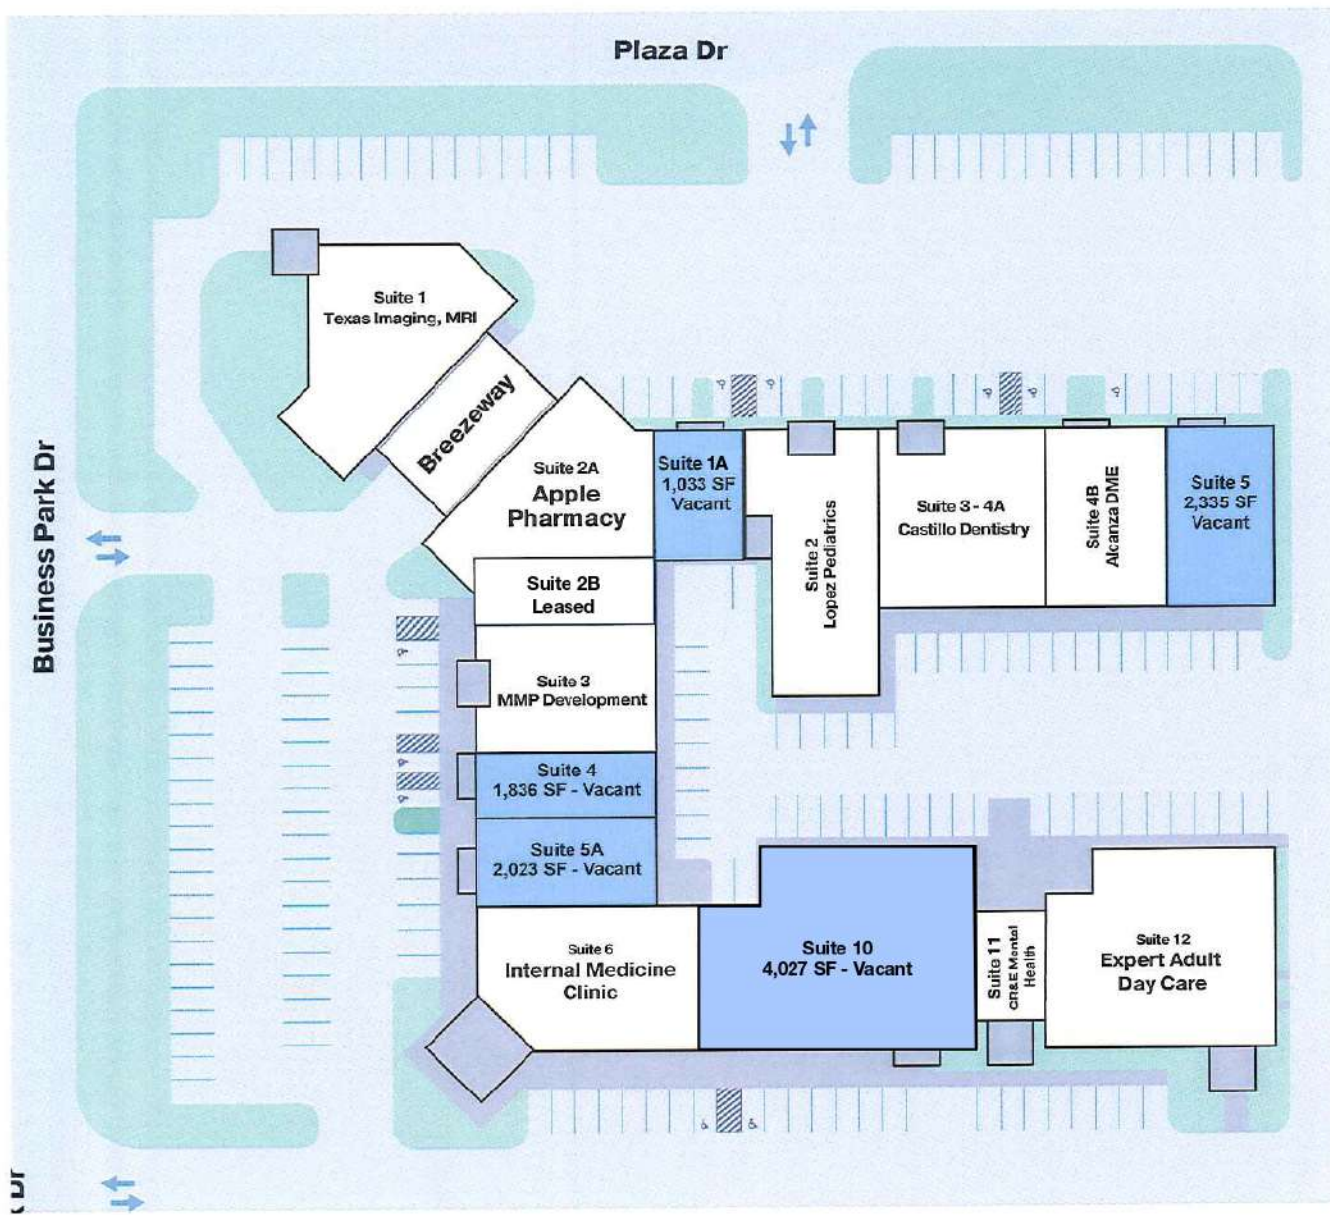 Plaza Dr
Business Park Dr
Suite 1
Texas Imaging, MRI
Breezeway
Suite 2A
Apple
Pharmacy
Suite 1A
1,033 SF
Vacant
Suite 2
Lopez Pediatrics
Suite 3 - 4A
Castillo Dentistry
Suite 4B
Alcanza DME
Suite 5
2,335 SF
Vacant
Suite 2B
Leased
Suite 3
MMP Development
Suite 4
1,836 SF - Vacant
Suite 5A
2,023 SF - Vacant
Suite 6
Internal Medicine
Clinic
Suite 10
4,027 SF - Vacant
Suite 11
CR&E Mental
Health
Suite 12
Expert Adult
Day Care
Dr